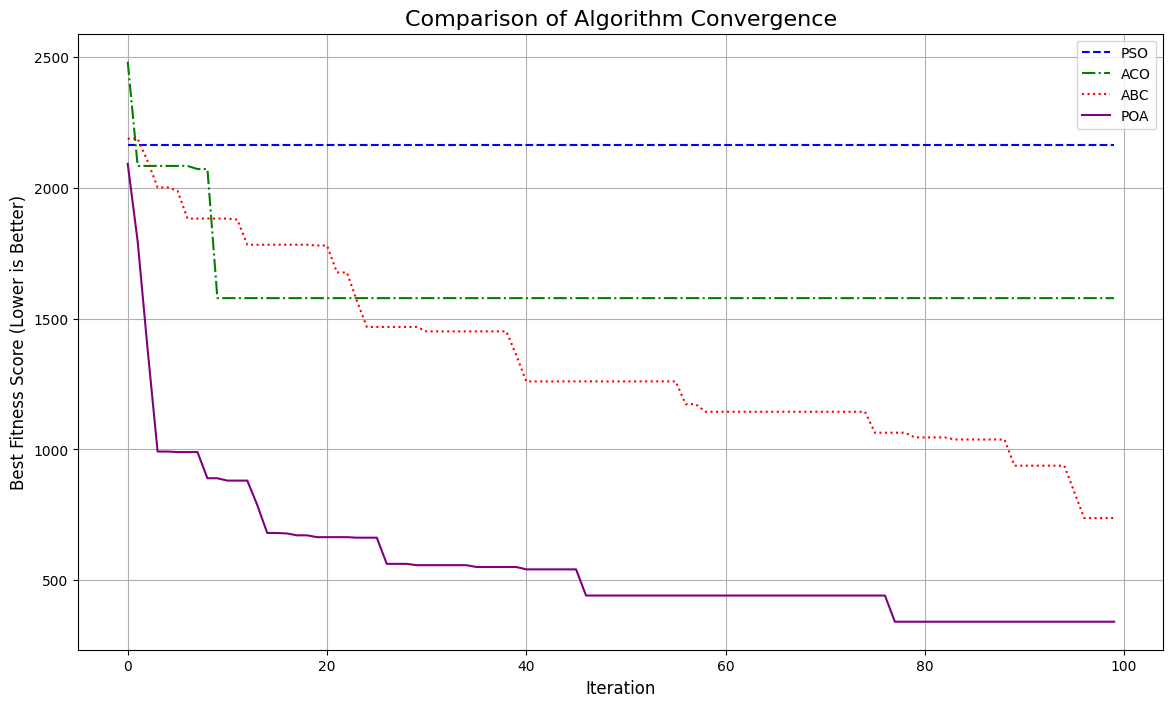 Comparison of Algorithm Convergence
PSO
ACO
ABC
POA
Best Fitness Score (Lower is Better)
2500
2000
1500
1000
500
0 20 40 60 80 100
Iteration